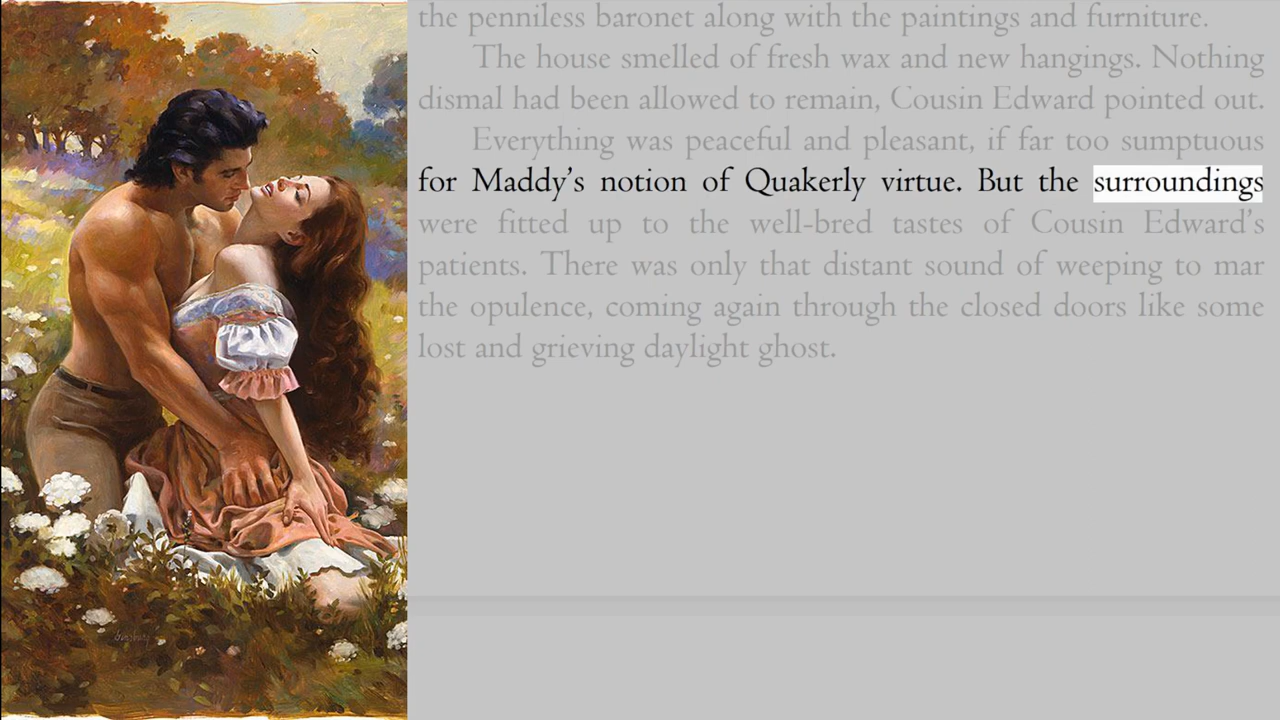 the penniless baronet along with the paintings and furniture.
The house smelled of fresh wax and new hangings. Nothing
dismal had been allowed to remain, Cousin Edward pointed out.
Everything was peaceful and pleasant, if far too sumptuous
for Maddy’s notion of Quakerly virtue. But the surroundings
were fitted up to the well-bred tastes of Cousin Edward’s
patients. There was only that distant sound of weeping to mar
the opulence, coming again through the closed doors like some
lost and grieving daylight ghost.